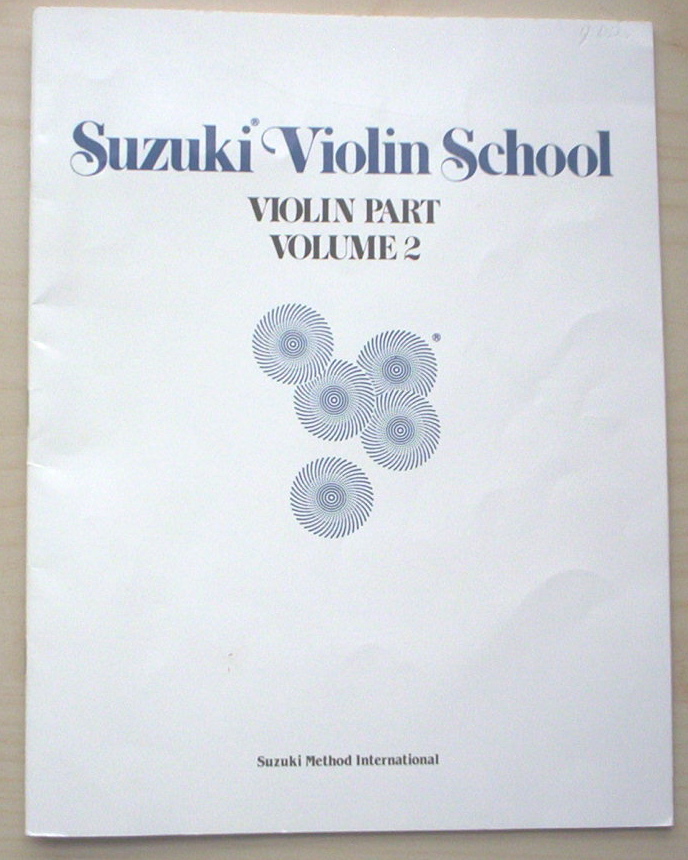 Suzuki® Violin School
VIOLIN PART
VOLUME 2
®
Suzuki Method International